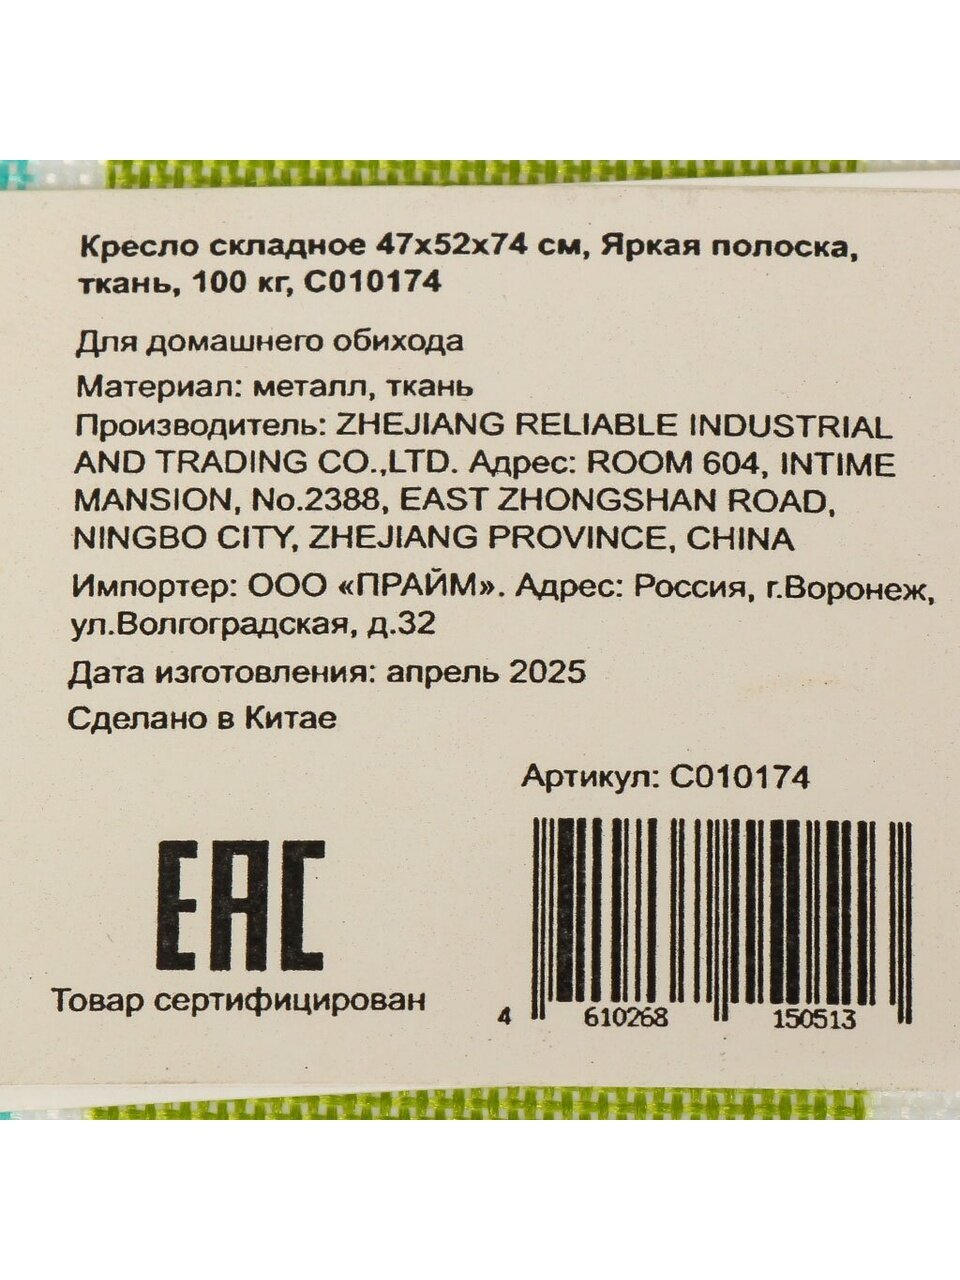 Кресло складное 47x52x74 см, Яркая полоска,
ткань, 100 кг, С010174
Для домашнего обихода
Материал: металл, ткань
Производитель: ZHEJIANG RELIABLE INDUSTRIAL
AND TRADING CO.,LTD. Адрес: ROOM 604, INTIME
MANSION, No.2388, EAST ZHONGSHAN ROAD,
NINGBO CITY, ZHEJIANG PROVINCE, CHINA
Импортер: ООО «ПРАЙМ». Адрес: Россия, г.Воронеж,
ул.Волгоградская, д.32
Дата изготовления: апрель 2025
Сделано в Китае
Артикул: С010174
EAC
Товар сертифицирован
4 610268 150513